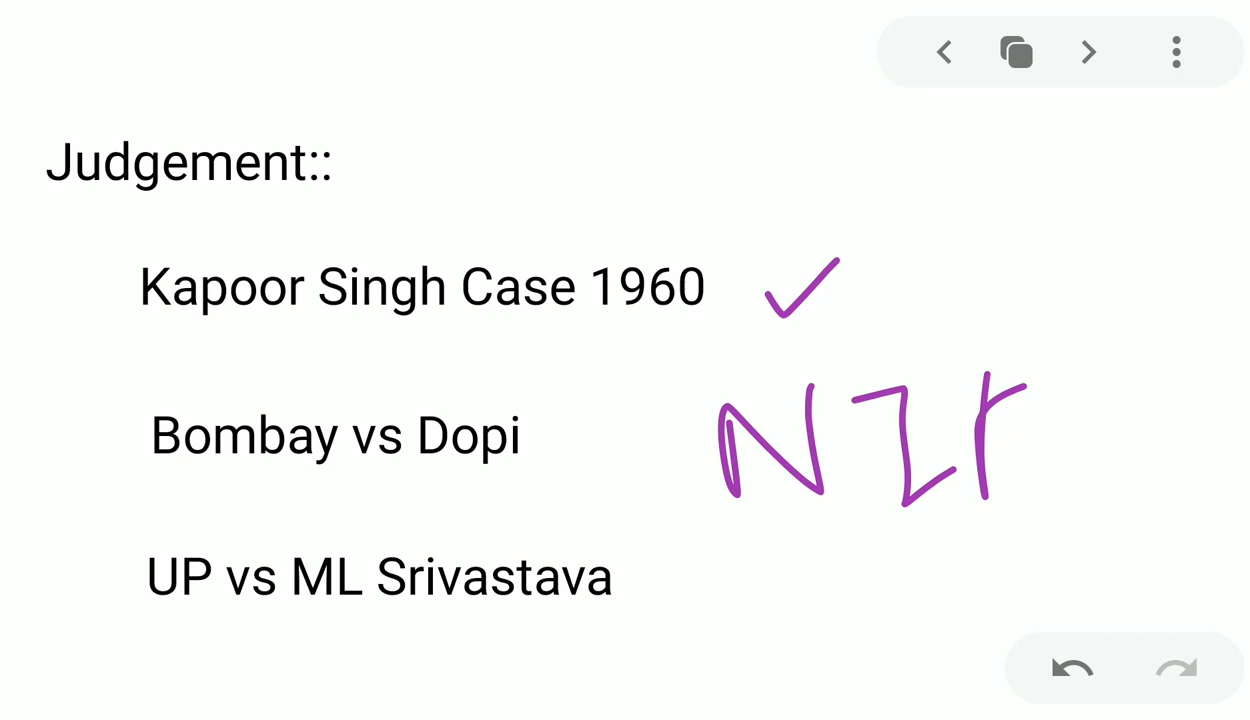 Judgement::
Kapoor Singh Case 1960
Bombay vs Dopi
UP vs ML Srivastava